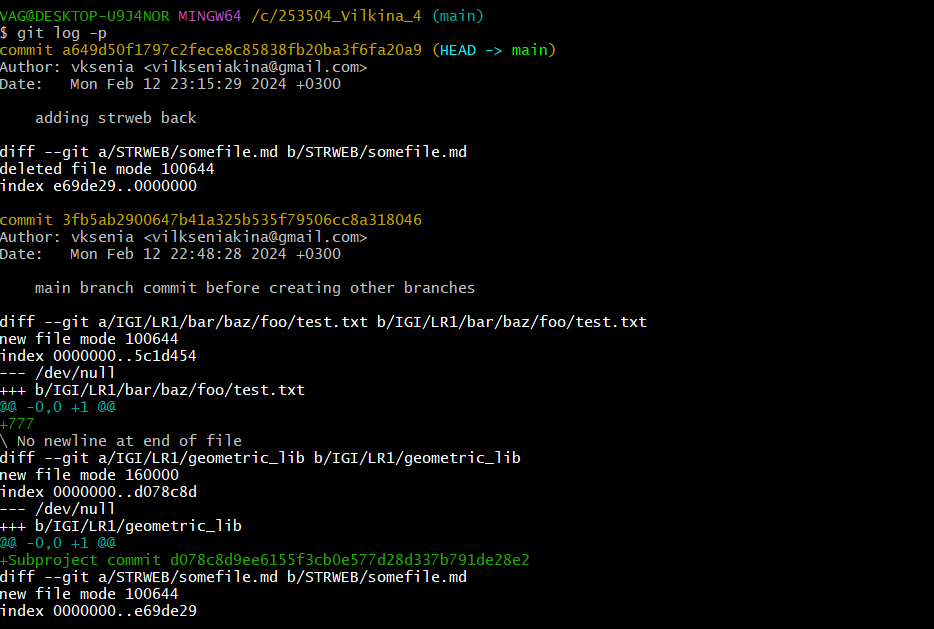 VAG@DESKTOP-U9J4NOR MINGW64 /c/253504_Vilkina_4 (main)
$ git log -p
commit a649d50f1797c2fece8c85838fb20ba3f6fa20a9 (HEAD -> main)
Author: vksenia <vilkseniakina@gmail.com>
Date:   Mon Feb 12 23:15:29 2024 +0300

    adding strweb back

diff --git a/STRWEB/somefile.md b/STRWEB/somefile.md
deleted file mode 100644
index e69de29..0000000

commit 3fb5ab2900647b41a325b535f79506cc8a318046
Author: vksenia <vilkseniakina@gmail.com>
Date:   Mon Feb 12 22:48:28 2024 +0300

    main branch commit before creating other branches

diff --git a/IGI/LR1/bar/baz/foo/test.txt b/IGI/LR1/bar/baz/foo/test.txt
new file mode 100644
index 0000000..5c1d454
--- /dev/null
+++ b/IGI/LR1/bar/baz/foo/test.txt
@@ -0,0 +1 @@
+777
\ No newline at end of file
diff --git a/IGI/LR1/geometric_lib b/IGI/LR1/geometric_lib
new file mode 160000
index 0000000..d078c8d
--- /dev/null
+++ b/IGI/LR1/geometric_lib
@@ -0,0 +1 @@
+Subproject commit d078c8d9ee6155f3cb0e577d28d337b791de28e2
diff --git a/STRWEB/somefile.md b/STRWEB/somefile.md
new file mode 100644
index 0000000..e69de29